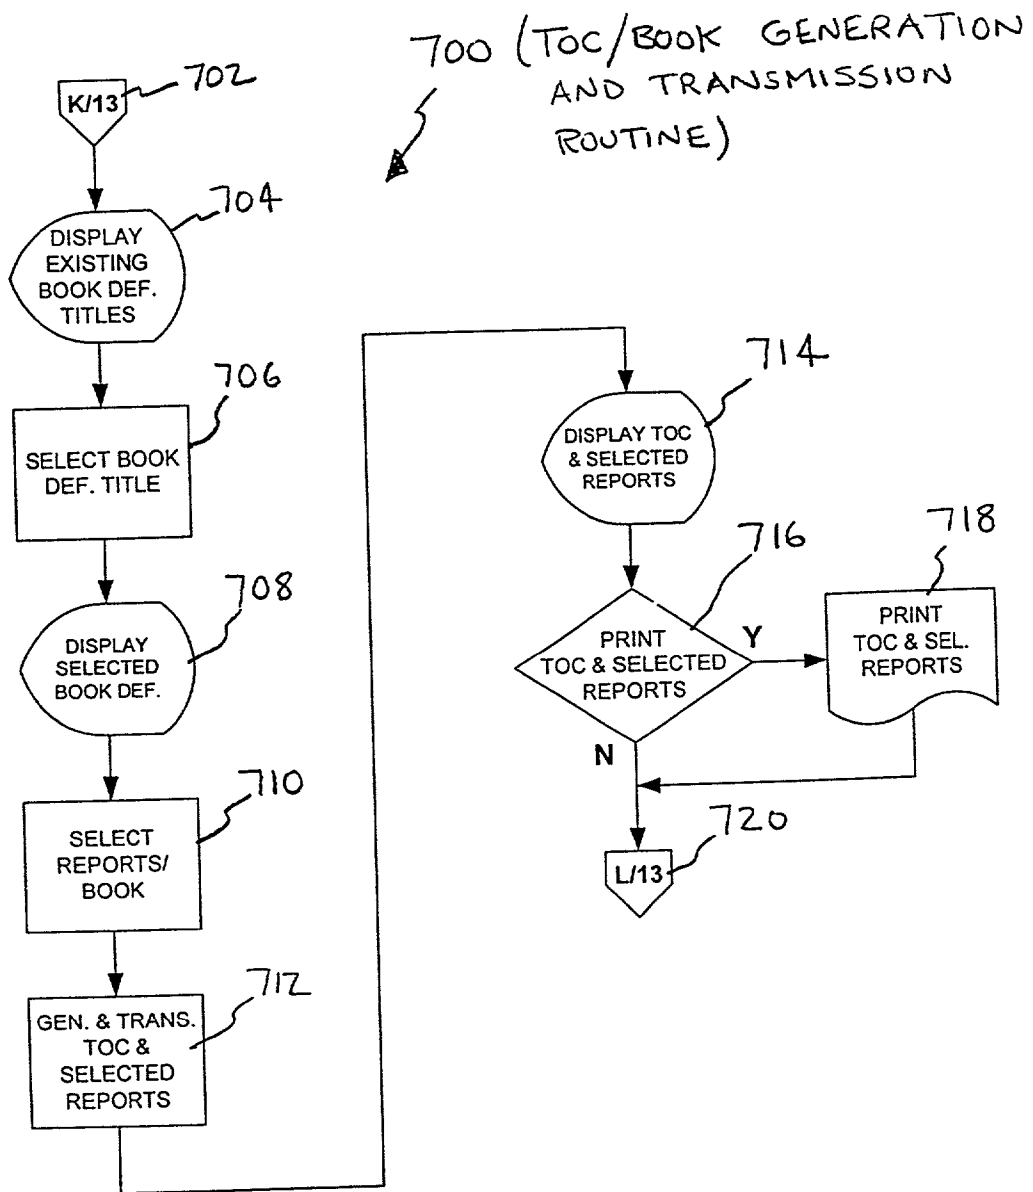 700 (TOC/BOOK GENERATION
AND TRANSMISSION
ROUTINE)
K/13
702
DISPLAY
EXISTING
BOOK DEF.
TITLES
704
SELECT BOOK
DEF. TITLE
706
DISPLAY
SELECTED
BOOK DEF.
708
SELECT
REPORTS/
BOOK
710
GEN. & TRANS.
TOC &
SELECTED
REPORTS
712
DISPLAY TOC
& SELECTED
REPORTS
714
PRINT
TOC & SELECTED
REPORTS
716
Y
N
PRINT
TOC & SEL.
REPORTS
718
L/13
720